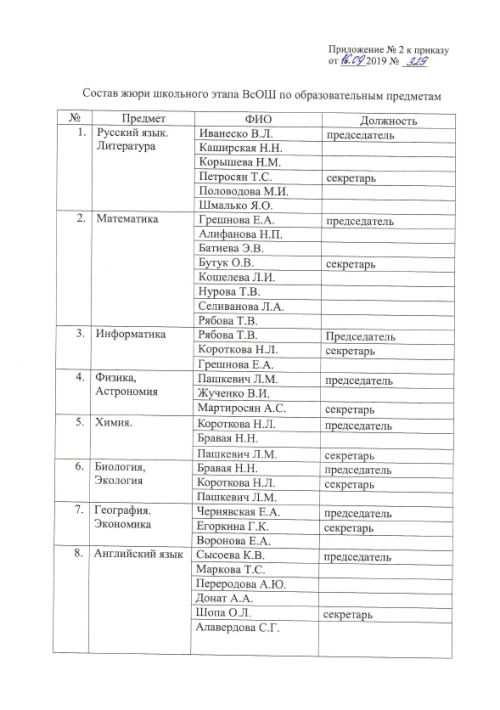 Приложение № 2 к приказу
от 16.09 2019 № 329
Состав жюри школьного этапа ВсОШ по образовательным предметам
№ Предмет ФИО Должность
1. Русский язык. Иванеско В.Л. председатель
Литература Каширская Н.Н.
Корышева Н.М.
Петросян Т.С. секретарь
Половодова М.И.
Шмалько Я.О.
2. Математика Грешнова Е.А. председатель
Алифанова Н.П.
Батиева Э.В.
Бутук О.В. секретарь
Кошелева Л.И.
Нурова Т.В.
Селиванова Л.А.
Рябова Т.В.
3. Информатика Рябова Т.В. Председатель
Короткова Н.Л. секретарь
Грешнова Е.А.
4. Физика, Пашкевич Л.М. председатель
Астрономия Жученко В.И.
Мартиросян А.С. секретарь
5. Химия. Короткова Н.Л. председатель
Бравая Н.Н.
Пашкевич Л.М. секретарь
6. Биология, Бравая Н.Н. председатель
Экология Короткова Н.Л. секретарь
Пашкевич Л.М.
7. География. Чернявская Е.А. председатель
Экономика Егоркина Г.К. секретарь
Воронова Е.А.
8. Английский язык Сысоева К.В. председатель
Маркова Т.С.
Переродова А.Ю.
Донат А.А.
Шопа О.Л. секретарь
Алавердова С.Г.